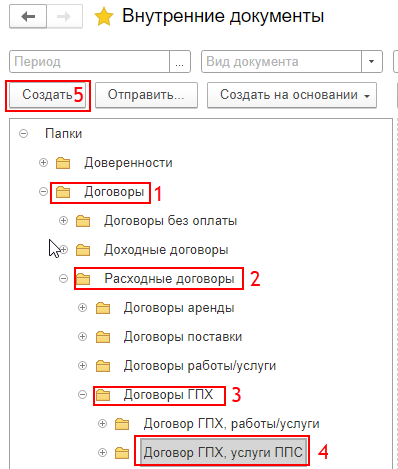 Внутренние документы
Период ... Вид документа
Создать 5 Отправить... Создать на основании
Папки
Доверенности
Договоры 1
Договоры без оплаты
Доходные договоры
Расходные договоры 2
Договоры аренды
Договоры поставки
Договоры работы/услуги
Договоры ГПХ 3
Договор ГПХ, работы/услуги
Договор ГПХ, услуги ППС 4